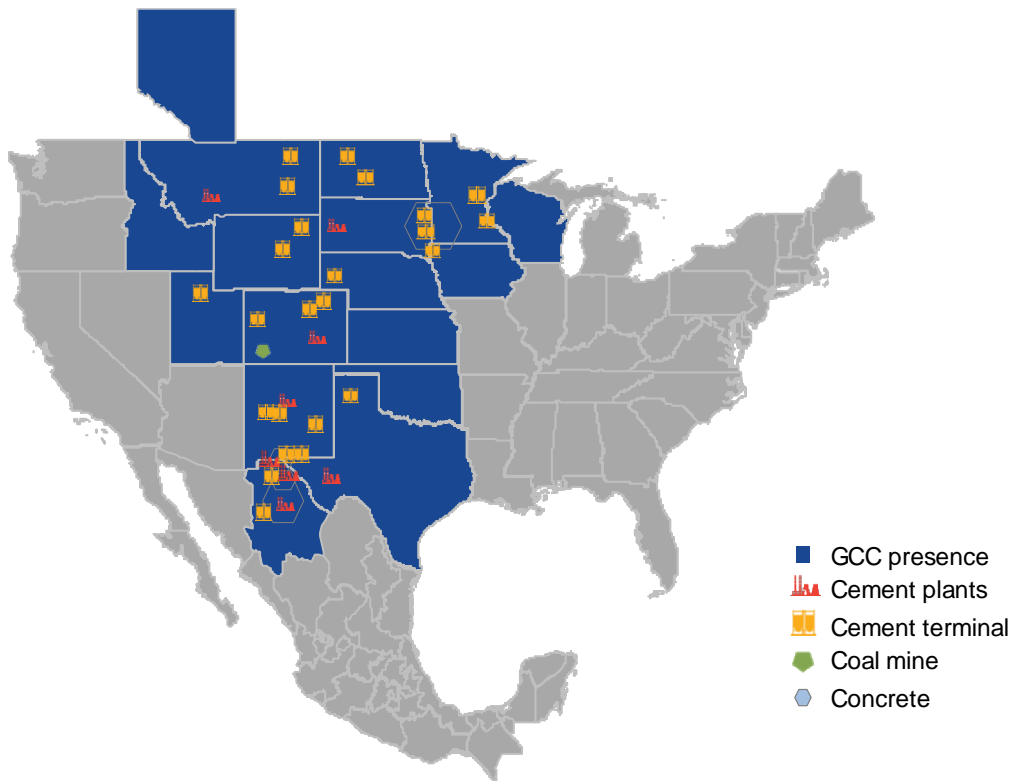 GCC presence
Cement plants
Cement terminal
Coal mine
Concrete